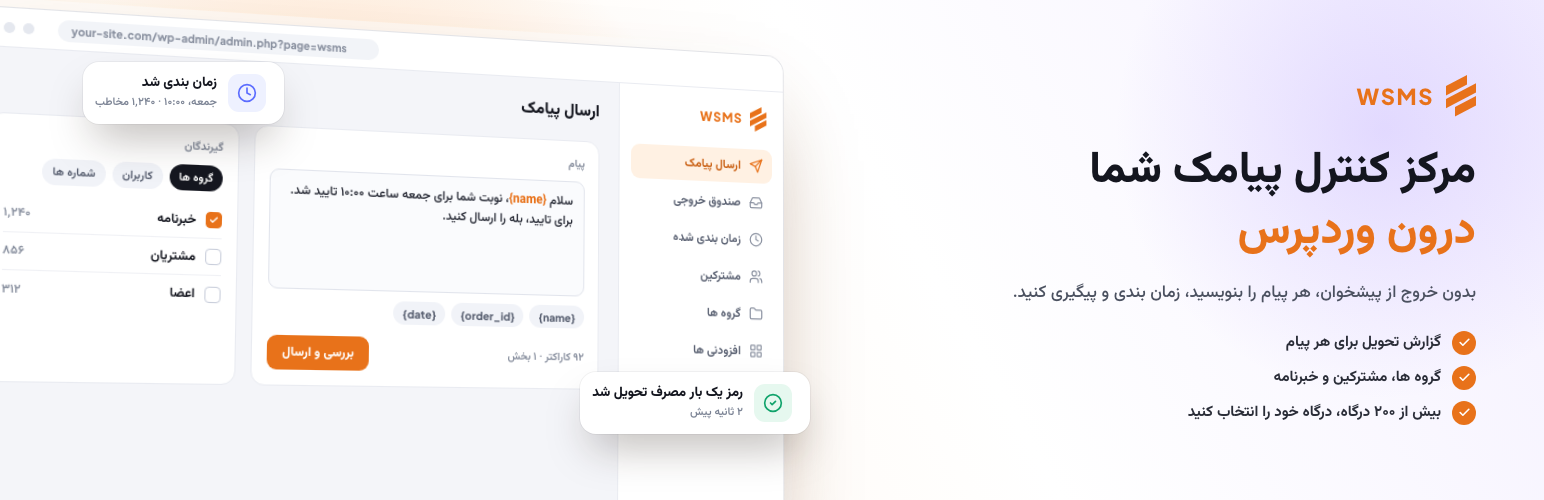 WSMS
مرکز کنترل پیامک شما
درون وردپرس
بدون خروج از پیشخوان، هر پیام را بنویسید، زمان بندی و پیگیری کنید.
گزارش تحویل برای هر پیام
گروه ها، مشترکین و خبرنامه
بیش از ۲۰۰ درگاه، درگاه خود را انتخاب کنید
your-site.com/wp-admin/admin.php?page=wsms
WSMS
ارسال پیامک
صندوق خروجی
زمان بندی شده
مشترکین
گروه ها
افزودنی ها
رمز یک بار مصرف تحویل شد
۲ ثانیه پیش
ارسال پیامک
پیام
سلام {name}، نوبت شما برای جمعه ساعت ۱۰:۰۰ تایید شد.
برای تایید، بله را ارسال کنید.
{name} {order_id} {date}
۹۲ کاراکتر · ۱ بخش
بررسی و ارسال
زمان بندی شد
جمعه، ۱۰:۰۰ · ۱,۲۴۰ مخاطب
گیرندگان
گروه ها کاربران شماره ها
خبرنامه ۱,۲۴۰
مشتریان ۸۵۶
اعضا ۳۱۲